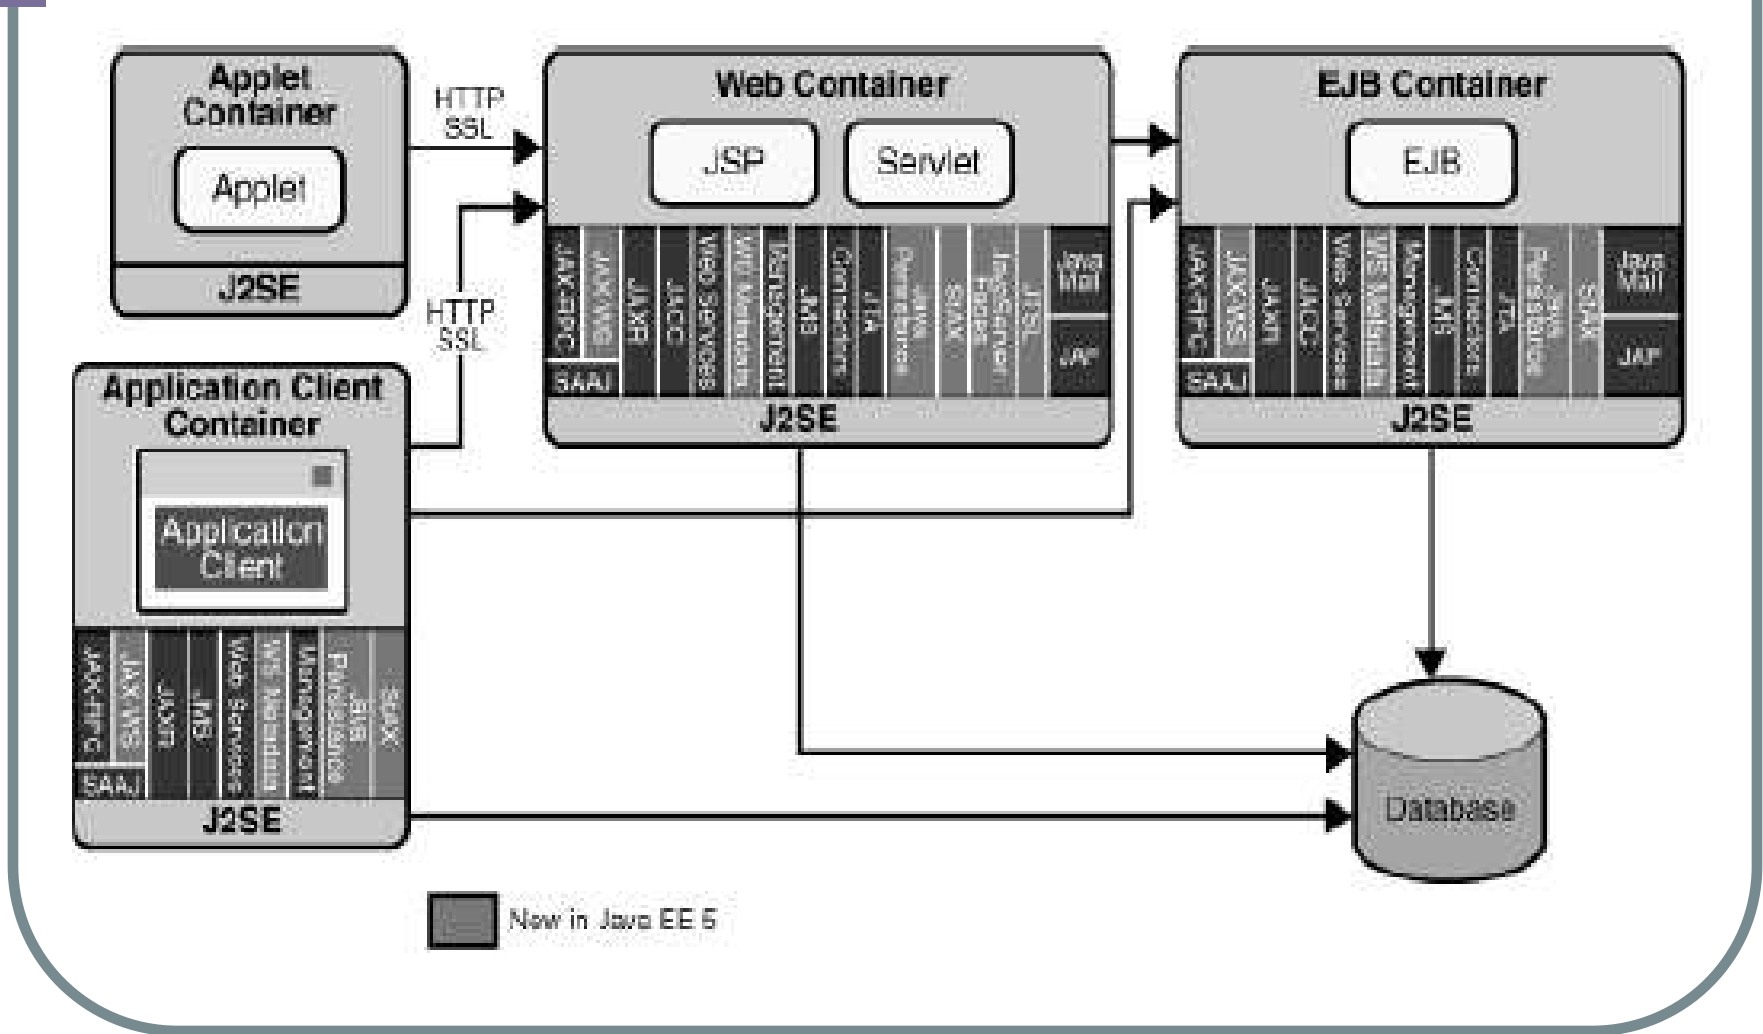 Applet
Container
Applet
J2SE
HTTP
SSL
HTTP
SSL
Web Container
JSP
Servlet
JAX-RPC
JAX-WS
SAAJ
JAXR
JACC
Web Services
Management
JMS
Connectors
JTA
Java
Persistence
StAX
JavaServer
Faces
JSTL
Java
Mail
JAF
J2SE
EJB Container
EJB
JAX-RPC
JAX-WS
SAAJ
JAXR
JACC
Web Services
WS Metadata
Management
JMS
Connectors
JTA
Java
Persistence
StAX
Java
Mail
JAF
J2SE
Application Client
Container
Application
Client
JAX-RPC
JAX-WS
SAAJ
JAXR
JMS
Web Services
WS Metadata
Management
Java
Persistence
StAX
J2SE
Database
New in Java EE 5